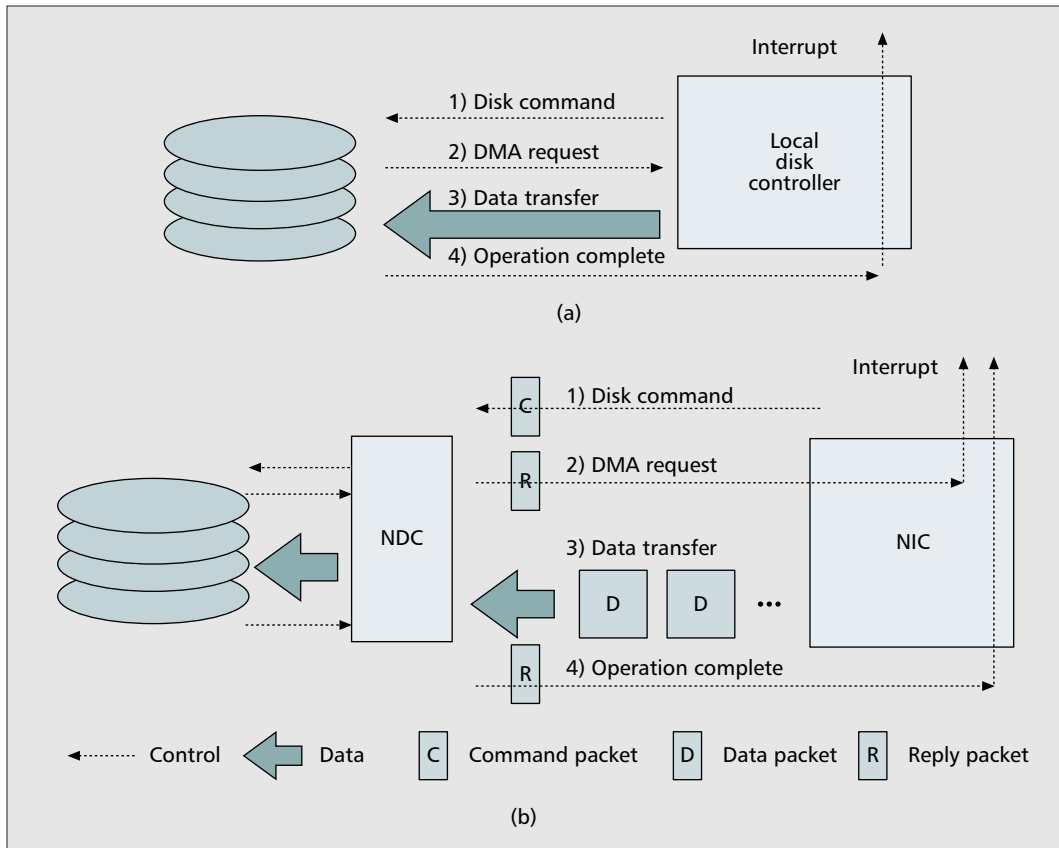 Interrupt
1) Disk command
2) DMA request
Local
disk
controller
3) Data transfer
4) Operation complete
(a)
Interrupt
C
1) Disk command
R
2) DMA request
NDC
NIC
3) Data transfer
D
D
...
R
4) Operation complete
Control
Data
C
Command packet
D
Data packet
R
Reply packet
(b)